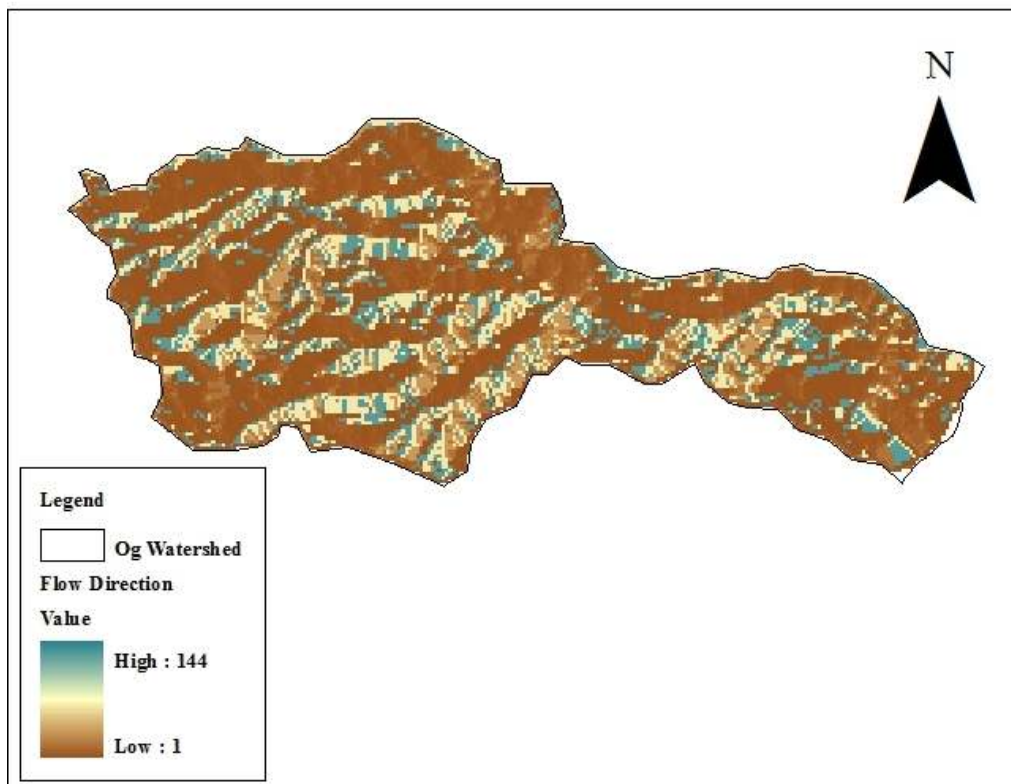 N
Legend
Og Watershed
Flow Direction
Value
High : 144
Low : 1